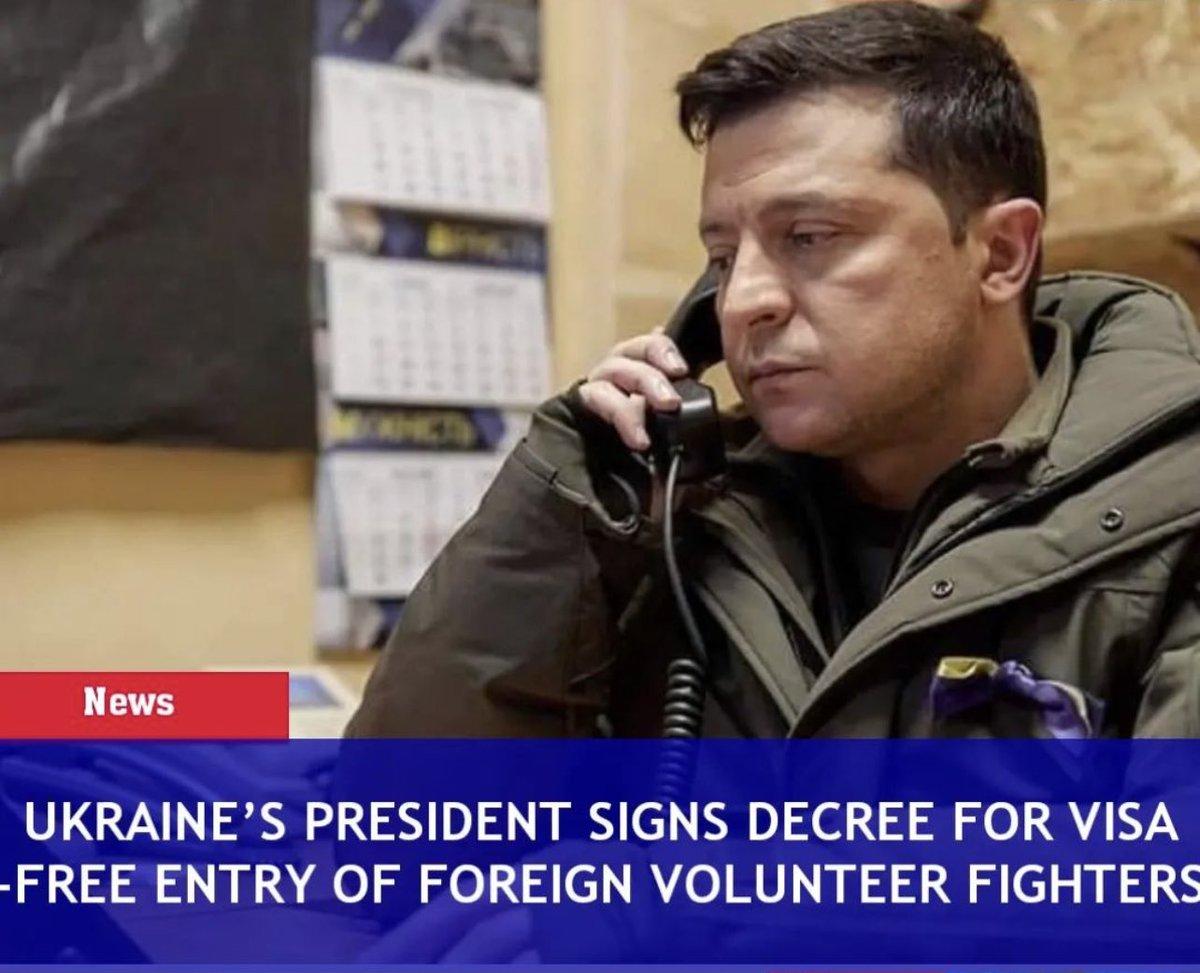 News
UKRAINE’S PRESIDENT SIGNS DECREE FOR VISA
-FREE ENTRY OF FOREIGN VOLUNTEER FIGHTERS